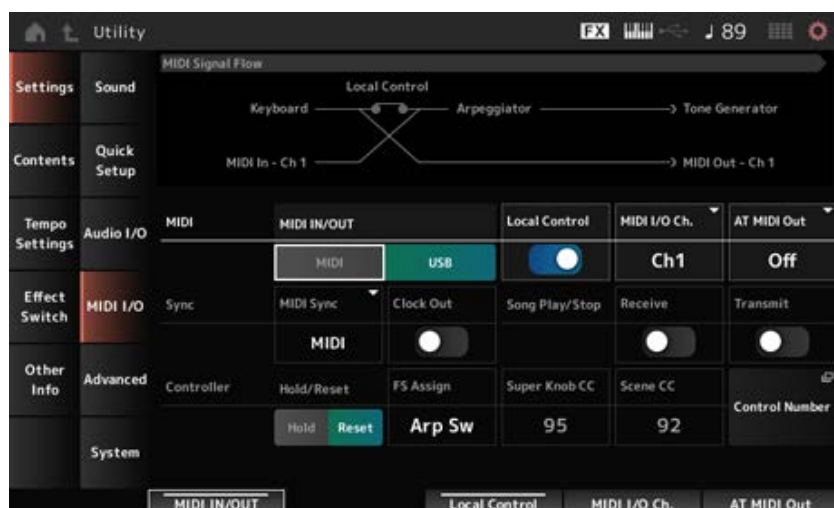 Utility
FX
♩ 89
Settings
Sound
MIDI Signal Flow
Local Control
Keyboard
Arpeggiator
Tone Generator
Contents
Quick
Setup
MIDI In - Ch 1
MIDI Out - Ch 1
Tempo
Settings
Audio I/O
MIDI
MIDI IN/OUT
Local Control
MIDI I/O Ch.
AT MIDI Out
MIDI
USB
Ch1
Off
Effect
Switch
MIDI I/O
Sync
MIDI Sync
Clock Out
Song Play/Stop
Receive
Transmit
MIDI
Other
Info
Advanced
Controller
Hold/Reset
FS Assign
Super Knob CC
Scene CC
Control Number
Hold
Reset
Arp Sw
95
92
System
MIDI IN/OUT
Local Control
MIDI I/O Ch.
AT MIDI Out